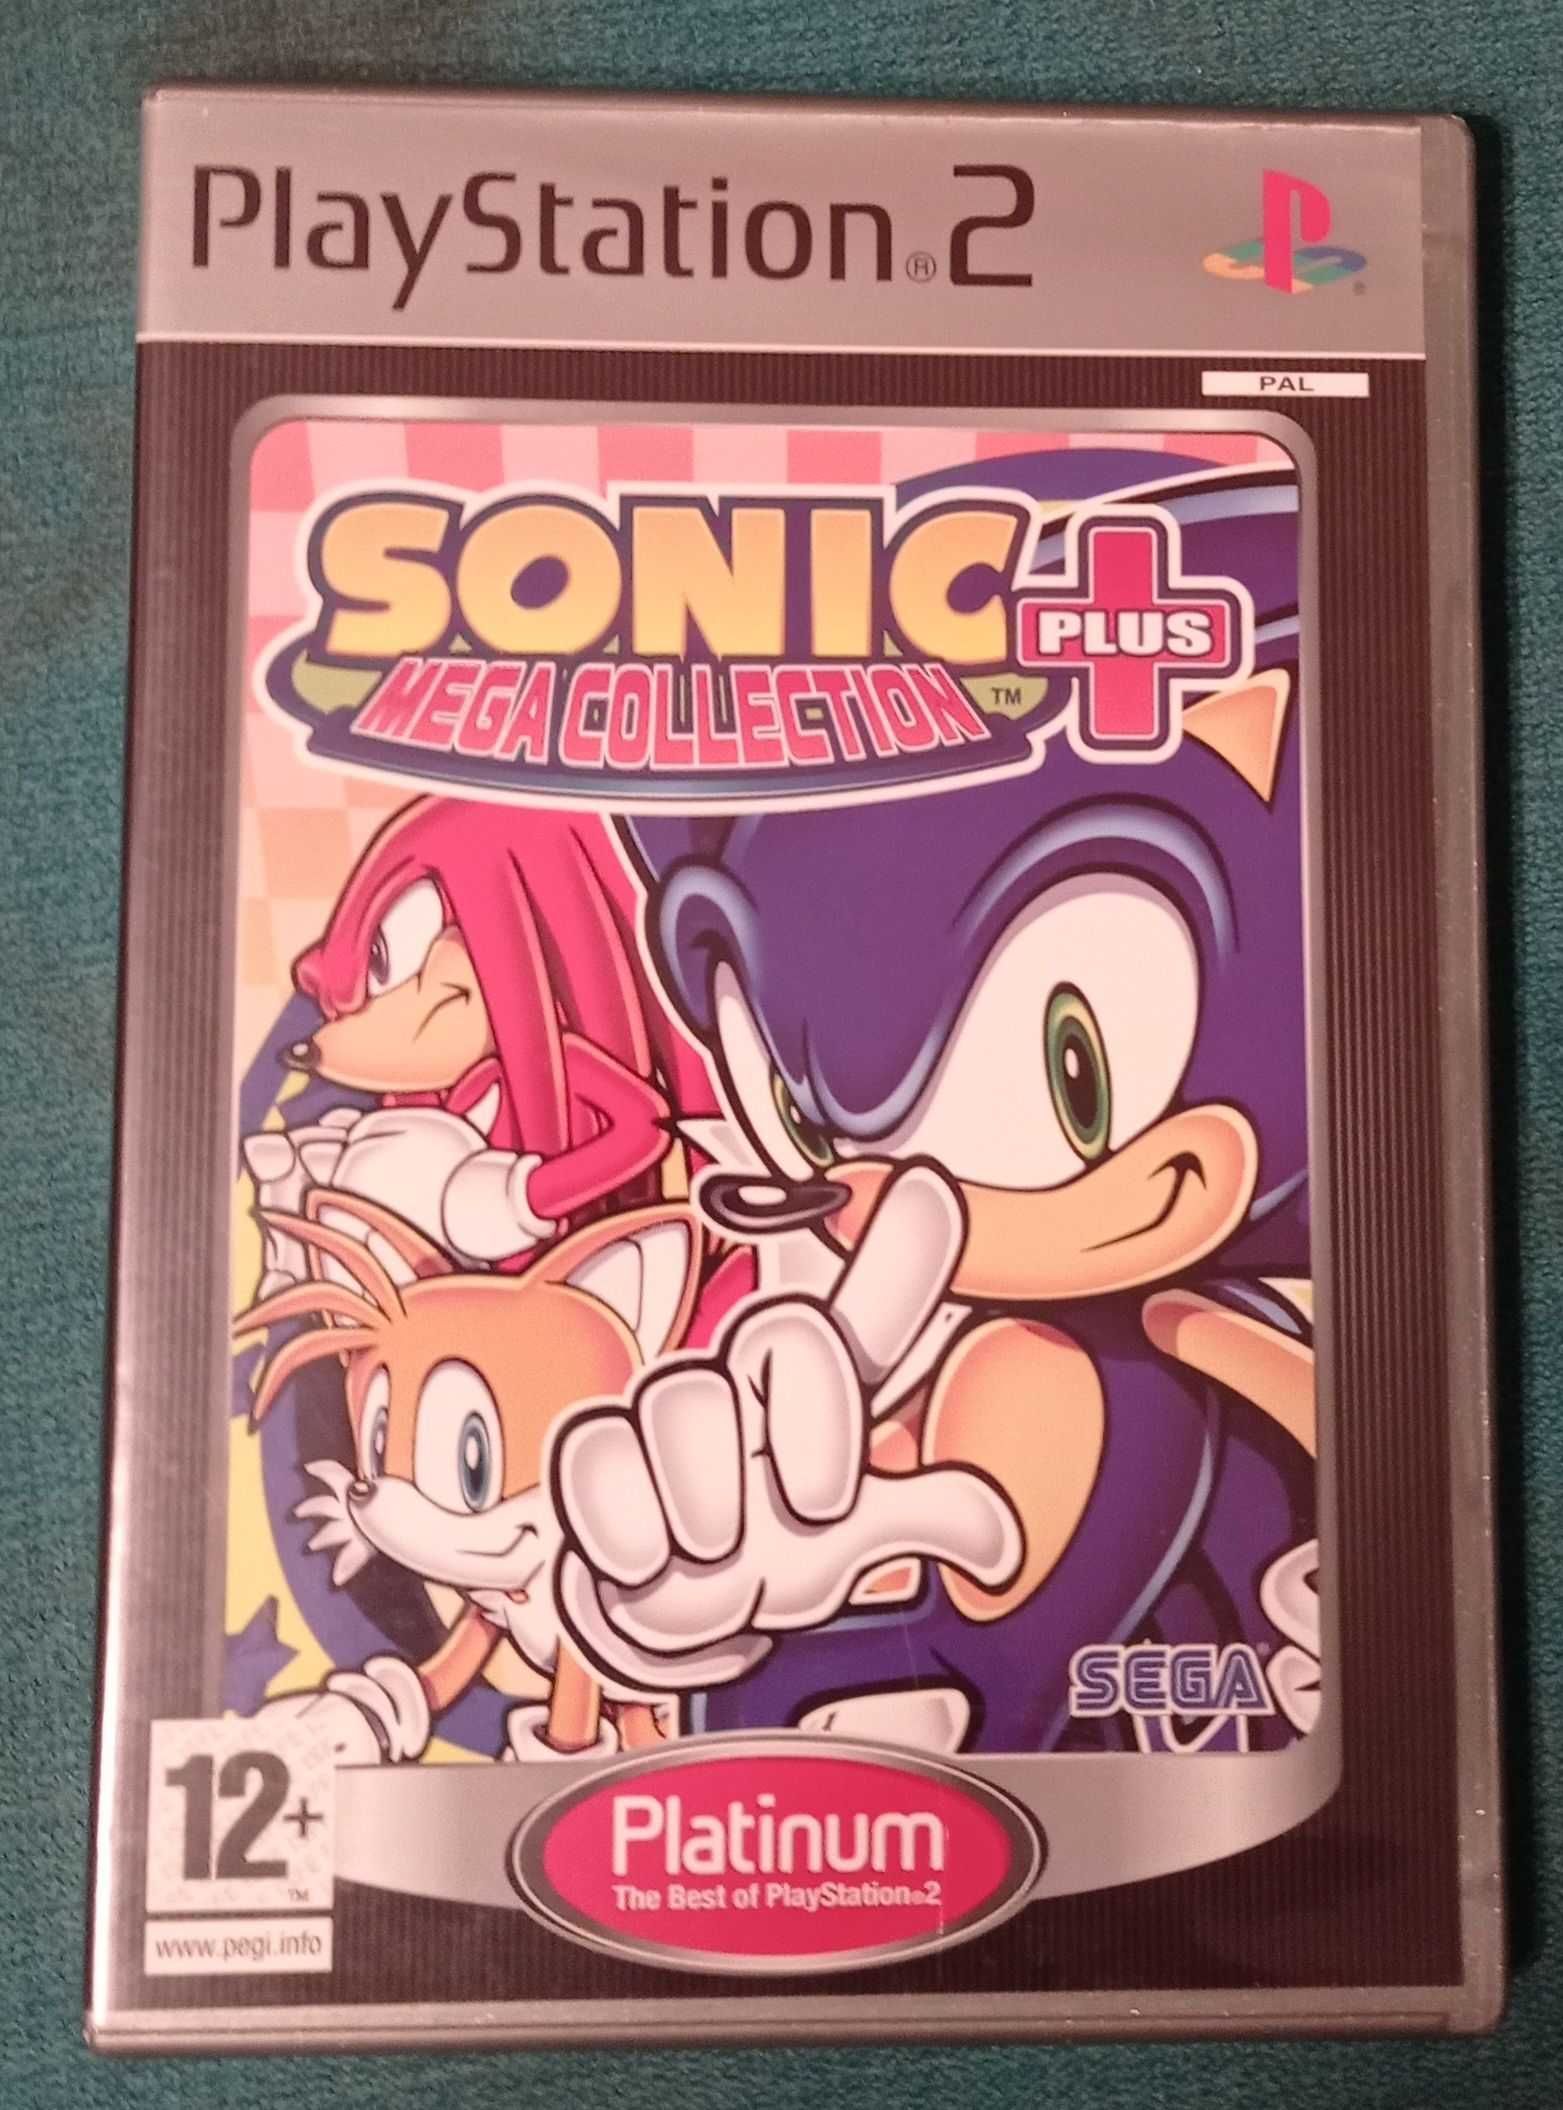 PlayStation®2
PAL
SONIC
PLUS
MEGA COLLECTION™
SEGA®
12+™
www.pegi.info
Platinum
The Best of PlayStation®2